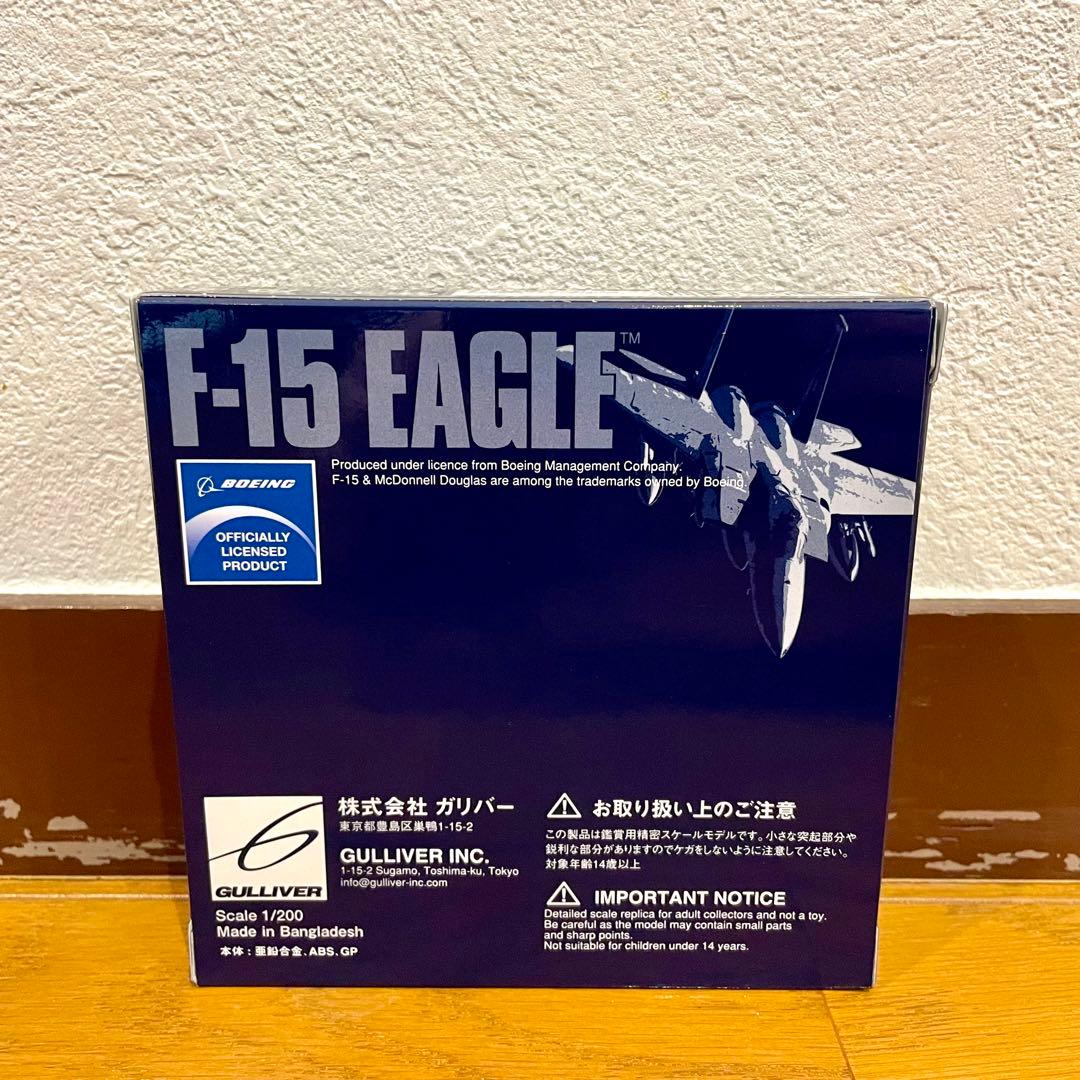 F-15 EAGLE™
Produced under licence from Boeing Management Company.
F-15 & McDonnell Douglas are among the trademarks owned by Boeing.
BOEING
OFFICIALLY
LICENSED
PRODUCT
GULLIVER
Scale 1/200
Made in Bangladesh
本体：亜鉛合金、ABS、GP
株式会社 ガリバー
東京都豊島区巣鴨1-15-2
GULLIVER INC.
1-15-2 Sugamo, Toshima-ku, Tokyo
info@gulliver-inc.com
お取り扱い上のご注意
この製品は鑑賞用精密スケールモデルです。小さな突起部分や
鋭利な部分がありますのでケガをしないように注意してください。
対象年齢14歳以上
IMPORTANT NOTICE
Detailed scale replica for adult collectors and not a toy.
Be careful as the model may contain small parts
and sharp points.
Not suitable for children under 14 years.